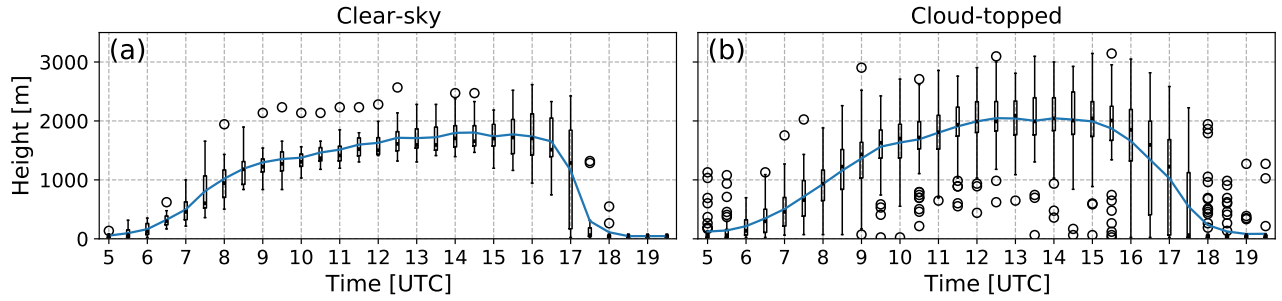 Clear-sky
Cloud-topped
(a)
(b)
3000
2000
1000
0
Height [m]
5 6 7 8 9 10 11 12 13 14 15 16 17 18 19
5 6 7 8 9 10 11 12 13 14 15 16 17 18 19
Time [UTC]
Time [UTC]